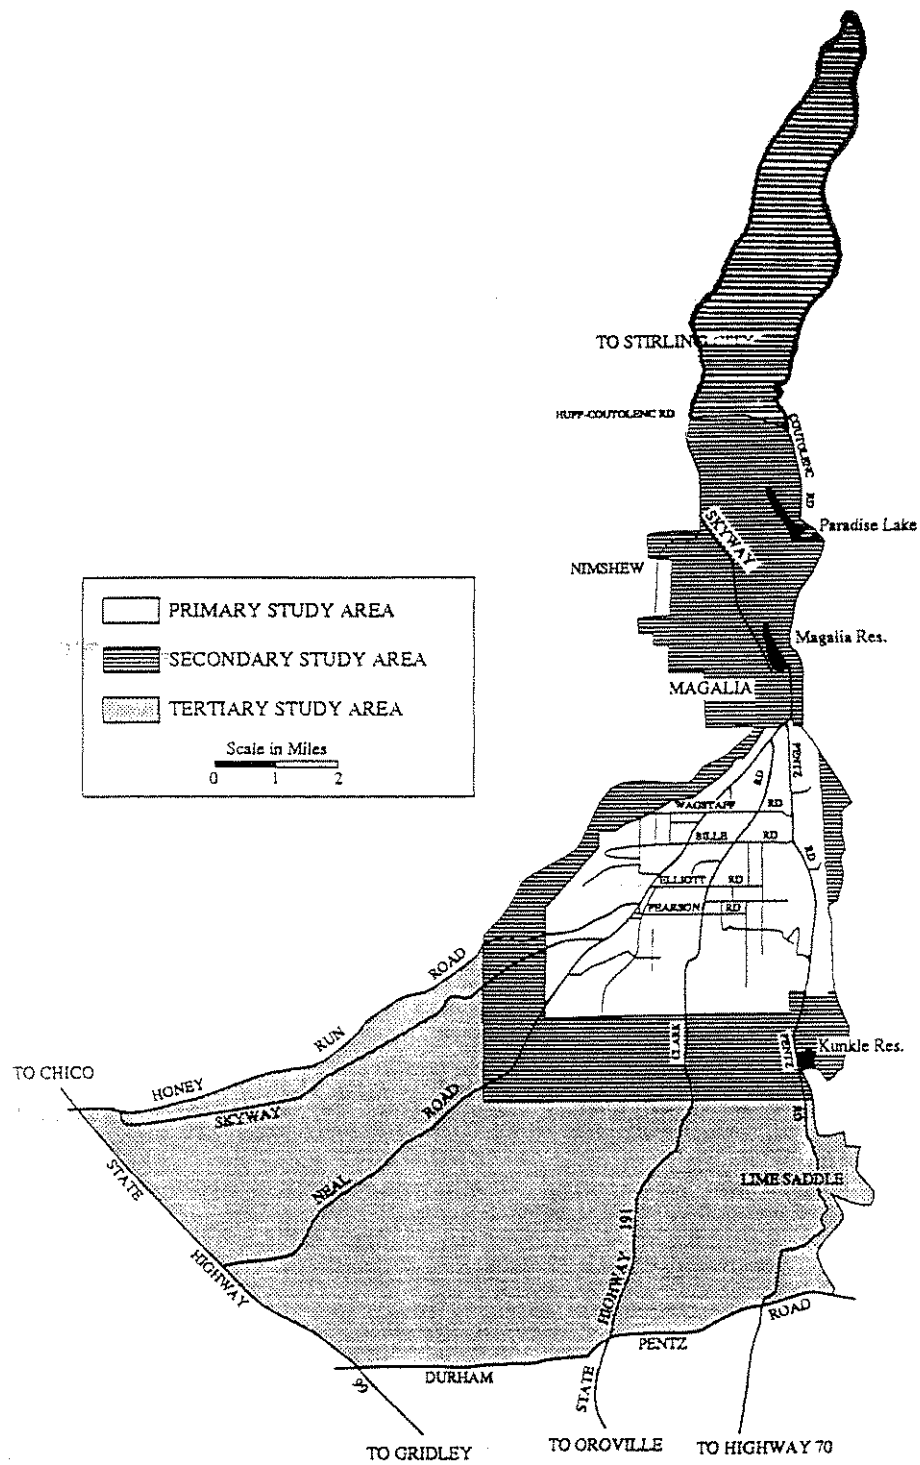 TO STIRLING CITY
HUFF-COUTOLENC RD
COUTOLENC RD
SKYWAY
Paradise Lake
NIMSHEW
Magalia Res.
MAGALIA
PRIMARY STUDY AREA
SECONDARY STUDY AREA
TERTIARY STUDY AREA
Scale in Miles
0 1 2
PENTZ
RD
RD
WAGSTAFF RD
BILLE RD
ELLIOTT RD
PEARSON RD
HONEY RUN ROAD
SKYWAY
NEAL ROAD
CLARK
PENTZ
RD
Kunkle Res.
TO CHICO
LIME SADDLE
STATE HIGHWAY 99
STATE HIGHWAY 191
DURHAM PENTZ ROAD
TO GRIDLEY
TO OROVILLE
TO HIGHWAY 70